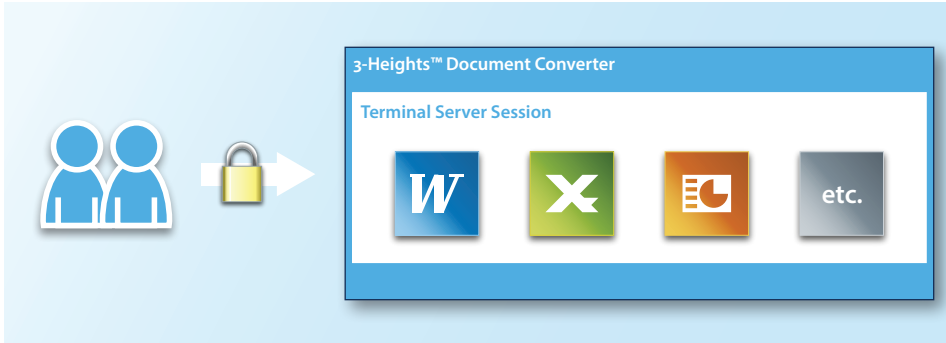 3-Heights™ Document Converter
Terminal Server Session
W
X
etc.